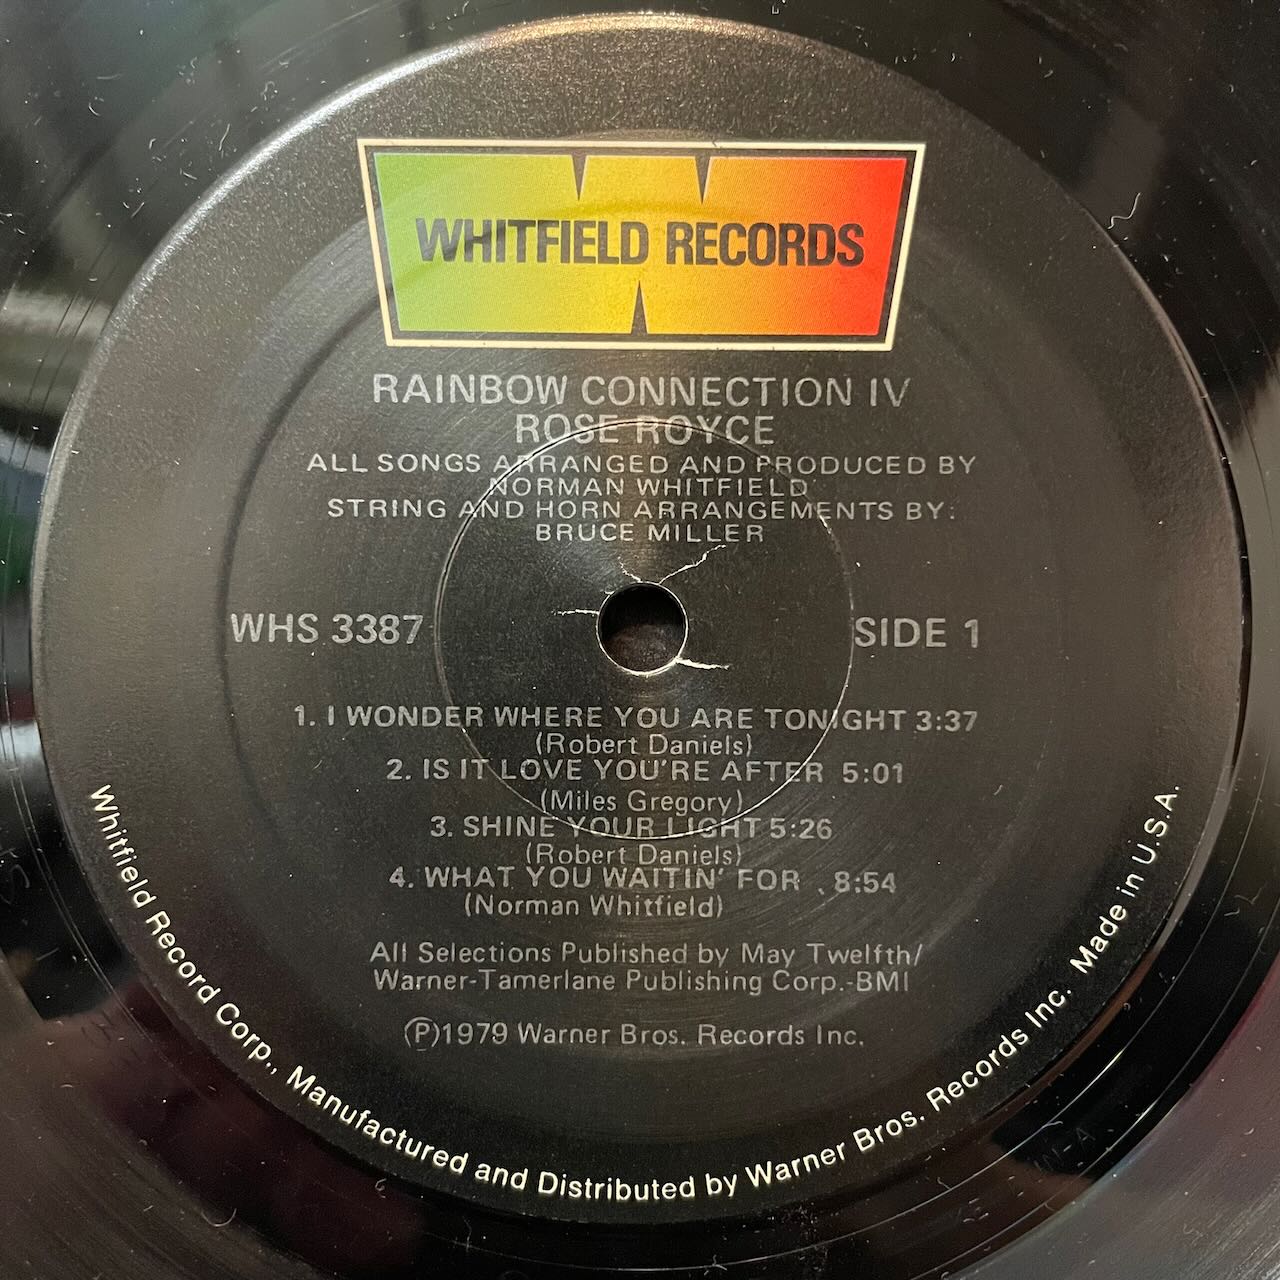 WHITFIELD RECORDS
RAINBOW CONNECTION IV
ROSE ROYCE
ALL SONGS ARRANGED AND PRODUCED BY
NORMAN WHITFIELD
STRING AND HORN ARRANGEMENTS BY:
BRUCE MILLER
WHS 3387
SIDE 1
1. I WONDER WHERE YOU ARE TONIGHT 3:37
(Robert Daniels)
2. IS IT LOVE YOU'RE AFTER 5:01
(Miles Gregory)
3. SHINE YOUR LIGHT 5:26
(Robert Daniels)
4. WHAT YOU WAITIN' FOR 8:54
(Norman Whitfield)
All Selections Published by May Twelfth/
Warner-Tamerlane Publishing Corp.-BMI
Ⓟ1979 Warner Bros. Records Inc.
Whitfield Record Corp., Manufactured and Distributed by Warner Bros. Records Inc. Made in U.S.A.